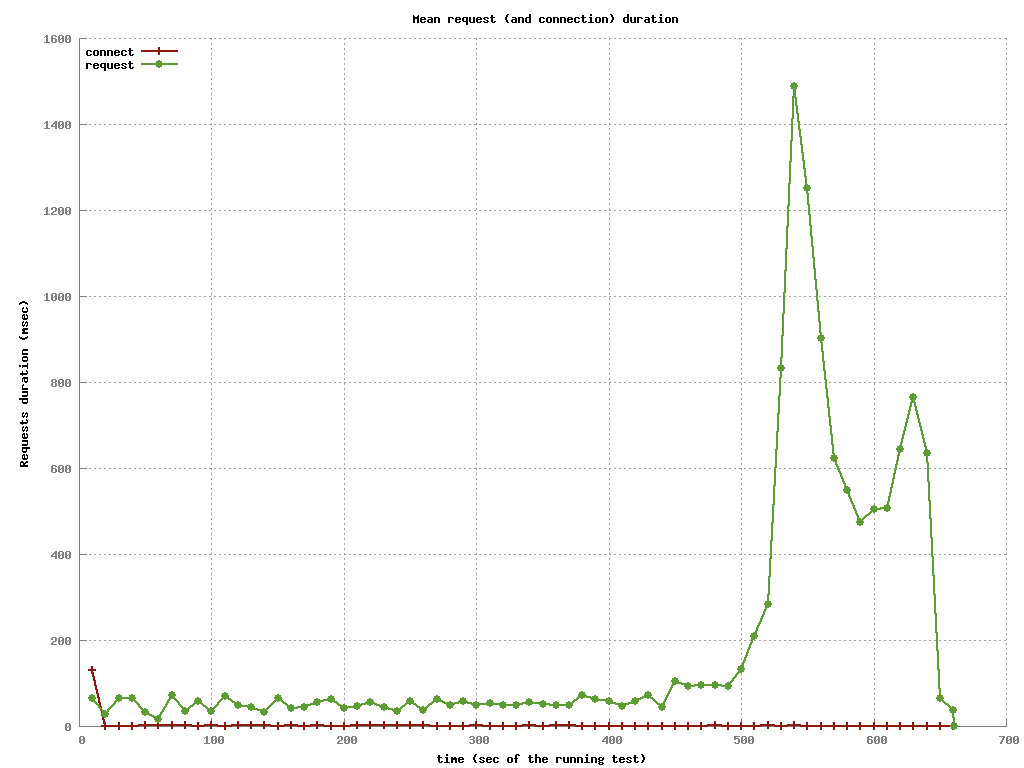 Mean request (and connection) duration
1600
connect
request
1400
1200
1000
800
600
400
200
0
Requests duration (msec)
0 100 200 300 400 500 600 700
time (sec of the running test)